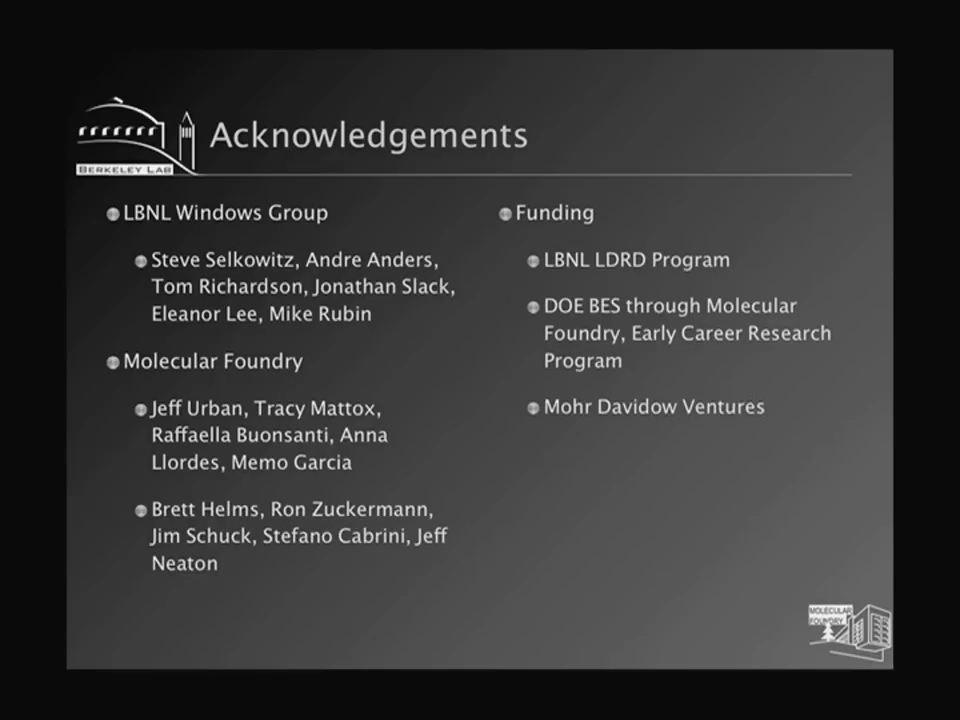 Acknowledgements
BERKELEY LAB
LBNL Windows Group
Steve Selkowitz, Andre Anders,
Tom Richardson, Jonathan Slack,
Eleanor Lee, Mike Rubin
Molecular Foundry
Jeff Urban, Tracy Mattox,
Raffaella Buonsanti, Anna
Llordes, Memo Garcia
Brett Helms, Ron Zuckermann,
Jim Schuck, Stefano Cabrini, Jeff
Neaton
Funding
LBNL LDRD Program
DOE BES through Molecular
Foundry, Early Career Research
Program
Mohr Davidow Ventures
MOLECULAR
FOUNDRY